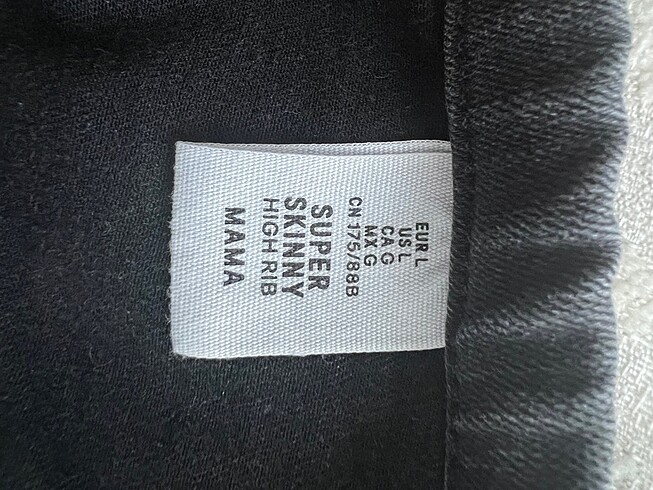 EUR L
US L
CA G
MX G
CN 175/88B
SUPER
SKINNY
HIGH RIB
MAMA